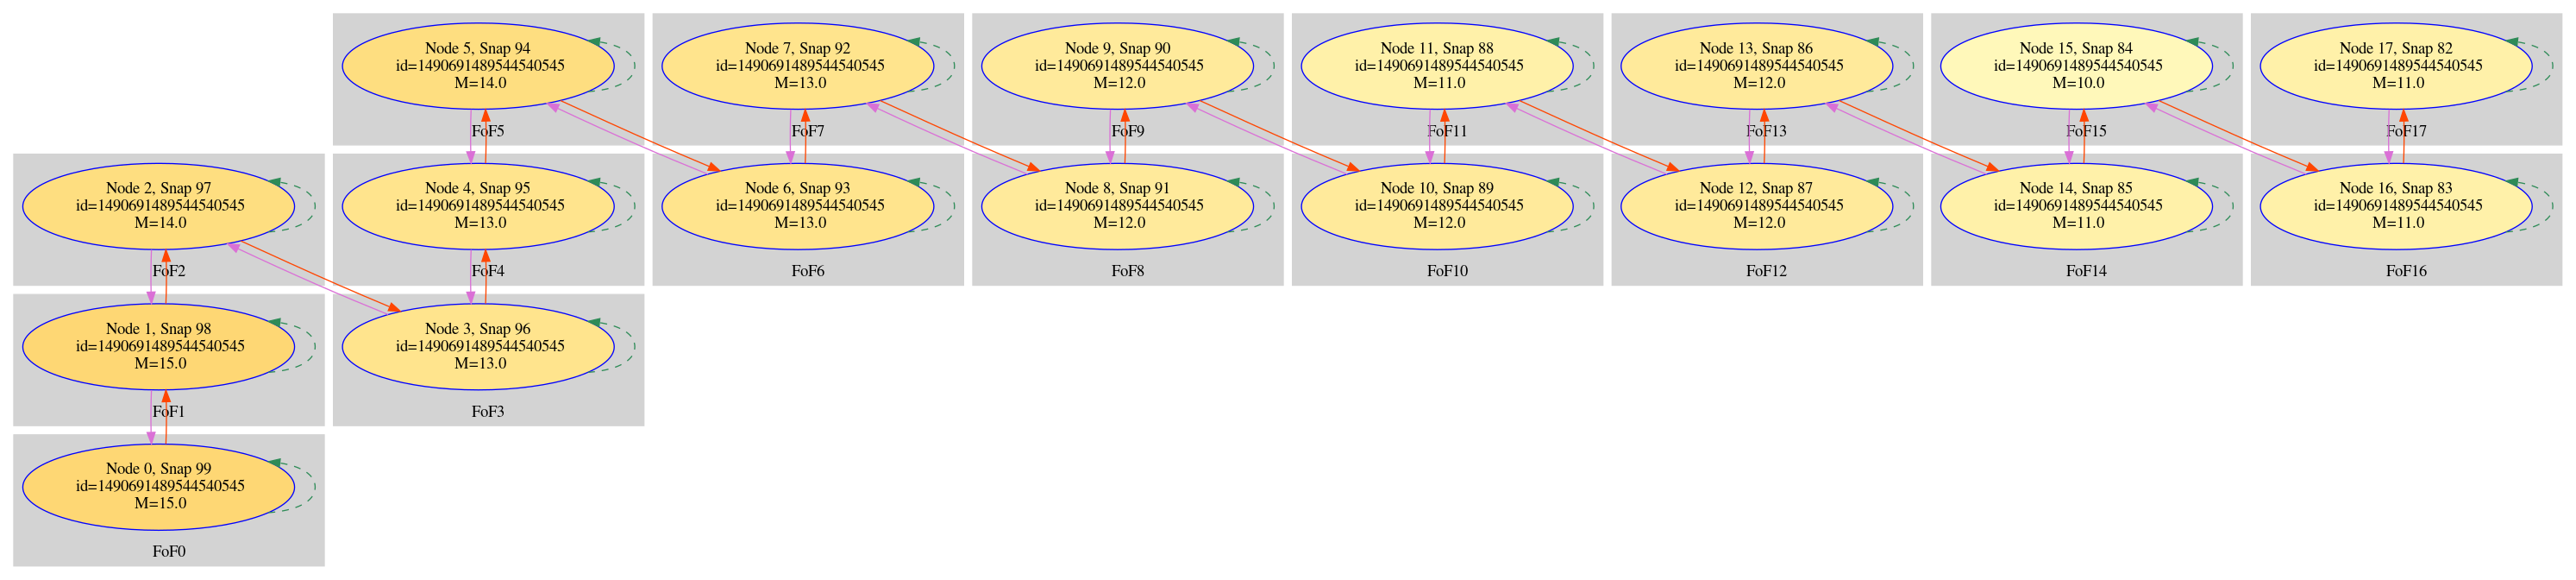 Node 5, Snap 94
id=1490691489544540545
M=14.0
FoF5
Node 7, Snap 92
id=1490691489544540545
M=13.0
FoF7
Node 9, Snap 90
id=1490691489544540545
M=12.0
FoF9
Node 11, Snap 88
id=1490691489544540545
M=11.0
FoF11
Node 13, Snap 86
id=1490691489544540545
M=12.0
FoF13
Node 15, Snap 84
id=1490691489544540545
M=10.0
FoF15
Node 17, Snap 82
id=1490691489544540545
M=11.0
FoF17
Node 2, Snap 97
id=1490691489544540545
M=14.0
FoF2
Node 4, Snap 95
id=1490691489544540545
M=13.0
FoF4
Node 6, Snap 93
id=1490691489544540545
M=13.0
FoF6
Node 8, Snap 91
id=1490691489544540545
M=12.0
FoF8
Node 10, Snap 89
id=1490691489544540545
M=12.0
FoF10
Node 12, Snap 87
id=1490691489544540545
M=12.0
FoF12
Node 14, Snap 85
id=1490691489544540545
M=11.0
FoF14
Node 16, Snap 83
id=1490691489544540545
M=11.0
FoF16
Node 1, Snap 98
id=1490691489544540545
M=15.0
FoF1
Node 3, Snap 96
id=1490691489544540545
M=13.0
FoF3
Node 0, Snap 99
id=1490691489544540545
M=15.0
FoF0